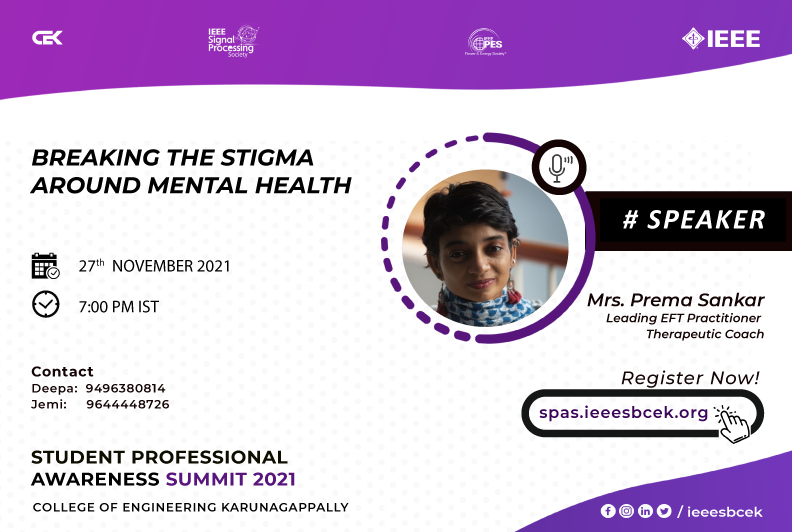 CEK
IEEE
Signal
Processing
Society
IEEE
PES
Power & Energy Society®
IEEE
BREAKING THE STIGMA
AROUND MENTAL HEALTH
27th NOVEMBER 2021
7:00 PM IST
# SPEAKER
Mrs. Prema Sankar
Leading EFT Practitioner
Therapeutic Coach
Contact
Deepa: 9496380814
Jemi: 9644448726
Register Now!
spas.ieeesbcek.org
STUDENT PROFESSIONAL
AWARENESS SUMMIT 2021
COLLEGE OF ENGINEERING KARUNAGAPPALLY
/ ieeesbcek